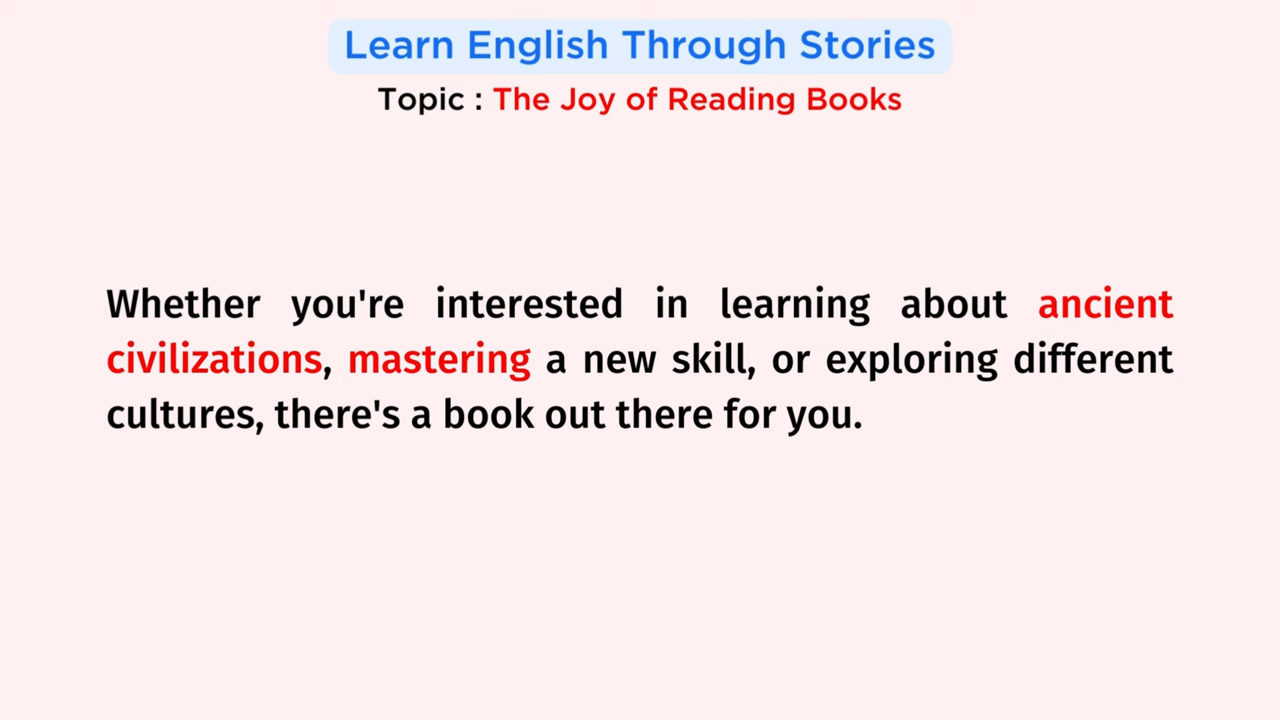 Learn English Through Stories
Topic : The Joy of Reading Books
Whether you're interested in learning about ancient
civilizations, mastering a new skill, or exploring different
cultures, there's a book out there for you.